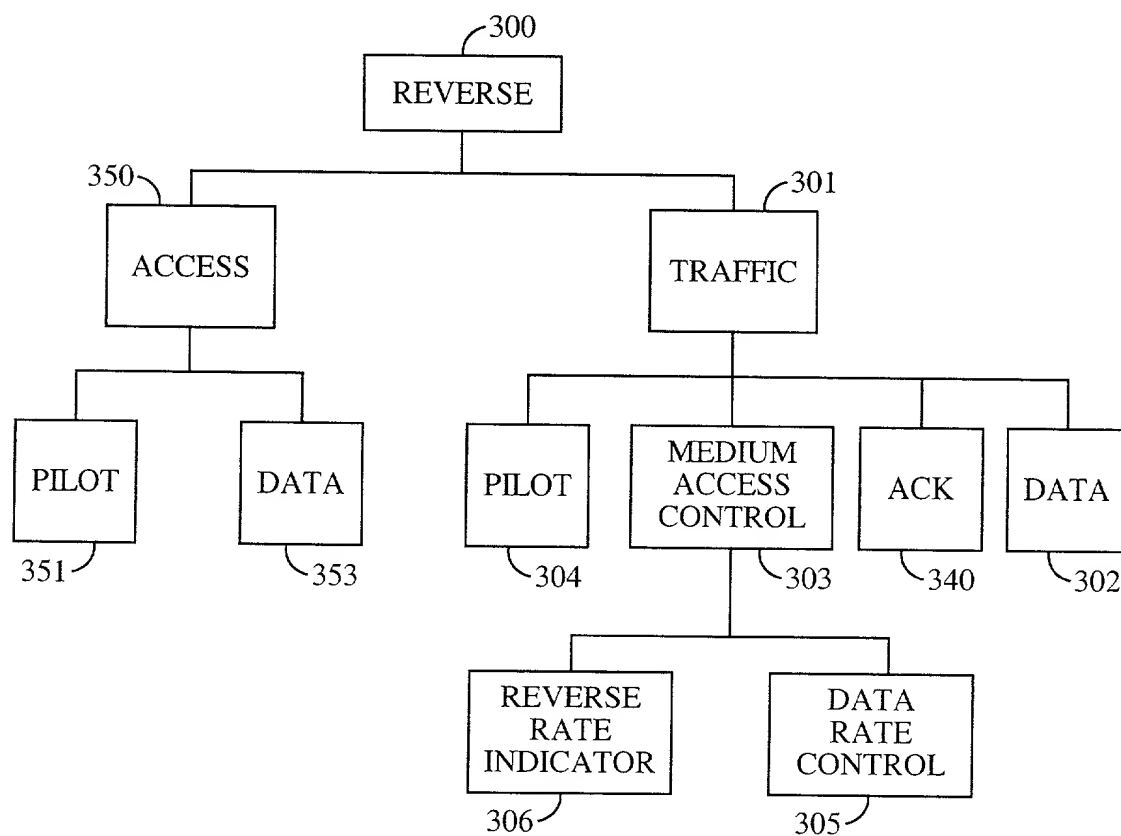 300
REVERSE
350
301
ACCESS
TRAFFIC
PILOT
DATA
PILOT
MEDIUM
ACCESS
CONTROL
ACK
DATA
351
353
304
303
340
302
REVERSE
RATE
INDICATOR
DATA
RATE
CONTROL
306
305